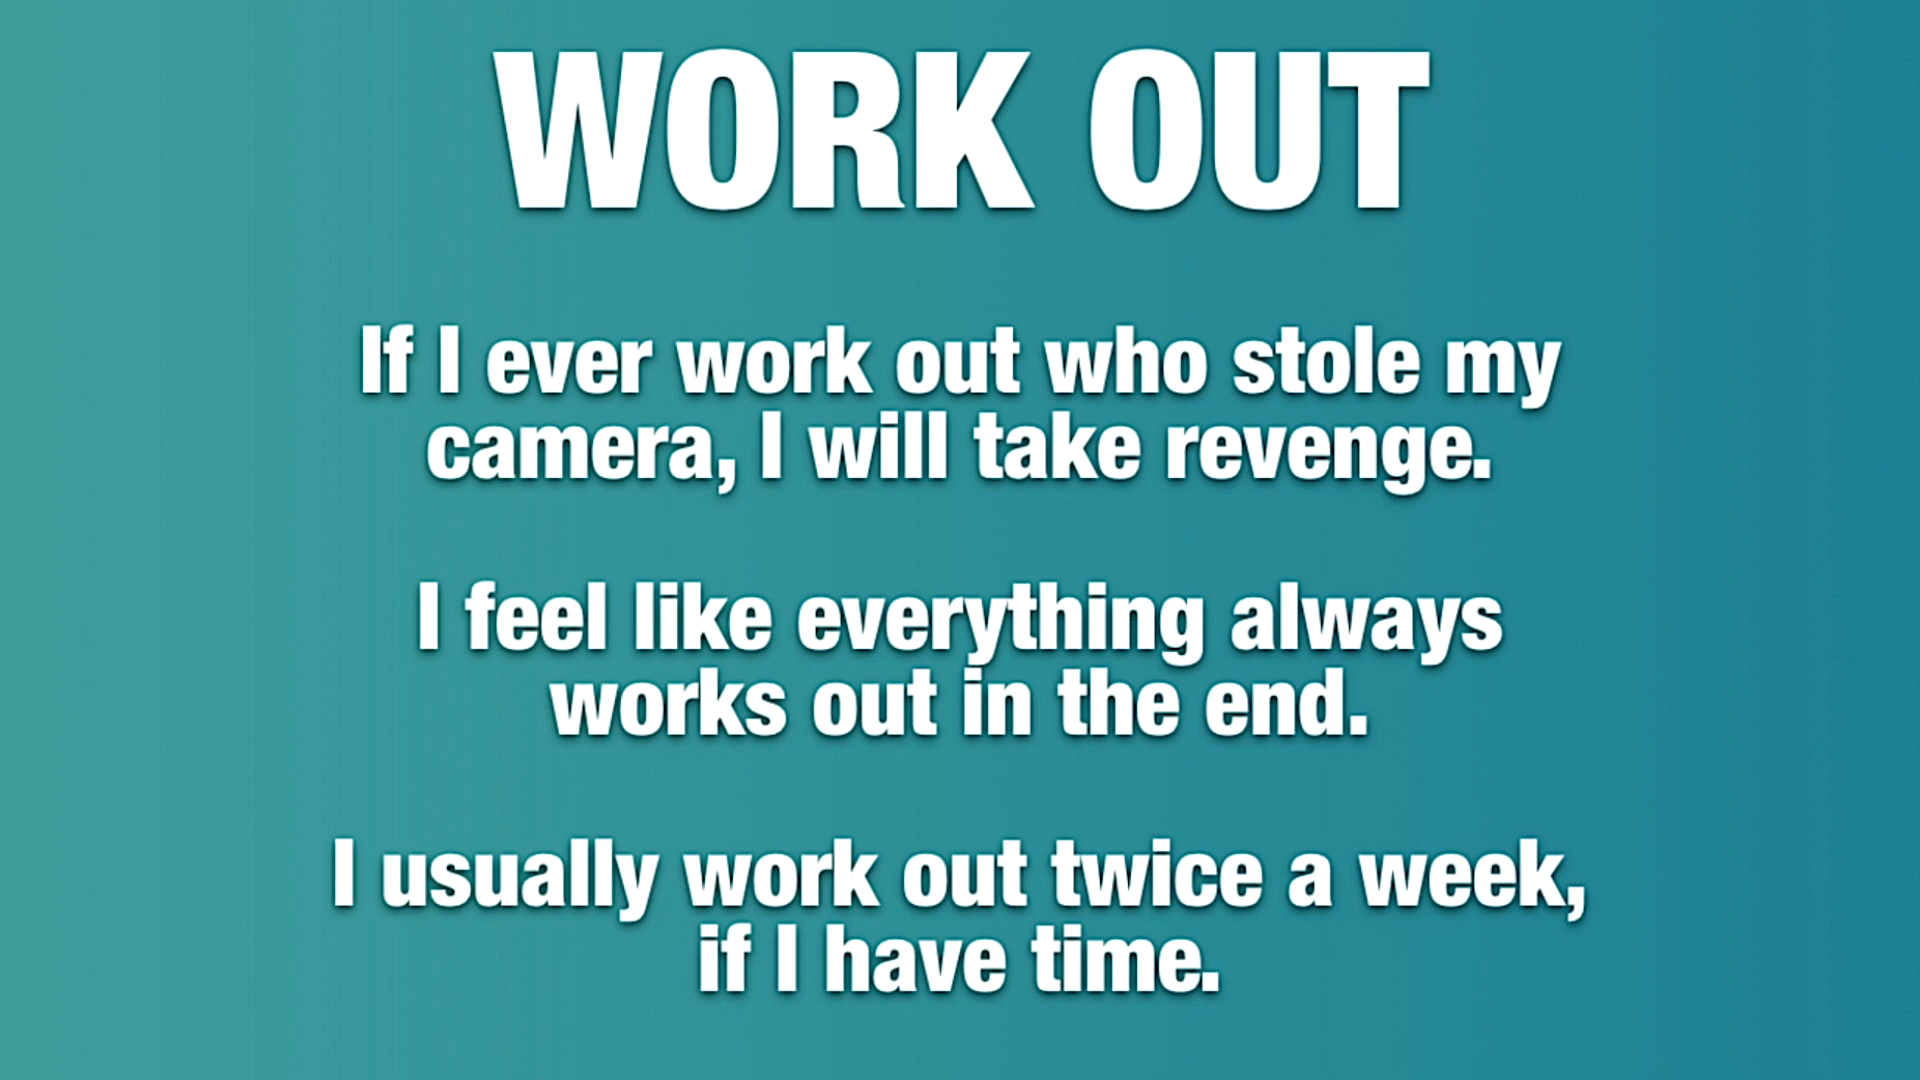 WORK OUT
If I ever work out who stole my
camera, I will take revenge.
I feel like everything always
works out in the end.
I usually work out twice a week,
if I have time.